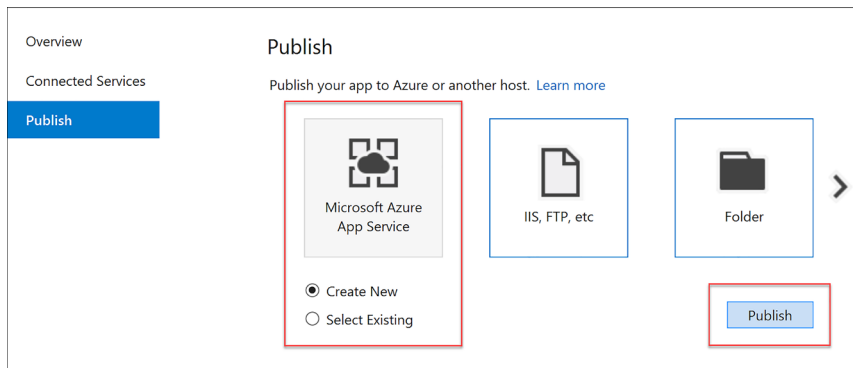 Overview
Connected Services
Publish
Publish
Publish your app to Azure or another host. Learn more
Microsoft Azure
App Service
IIS, FTP, etc
Folder
Create New
Select Existing
Publish